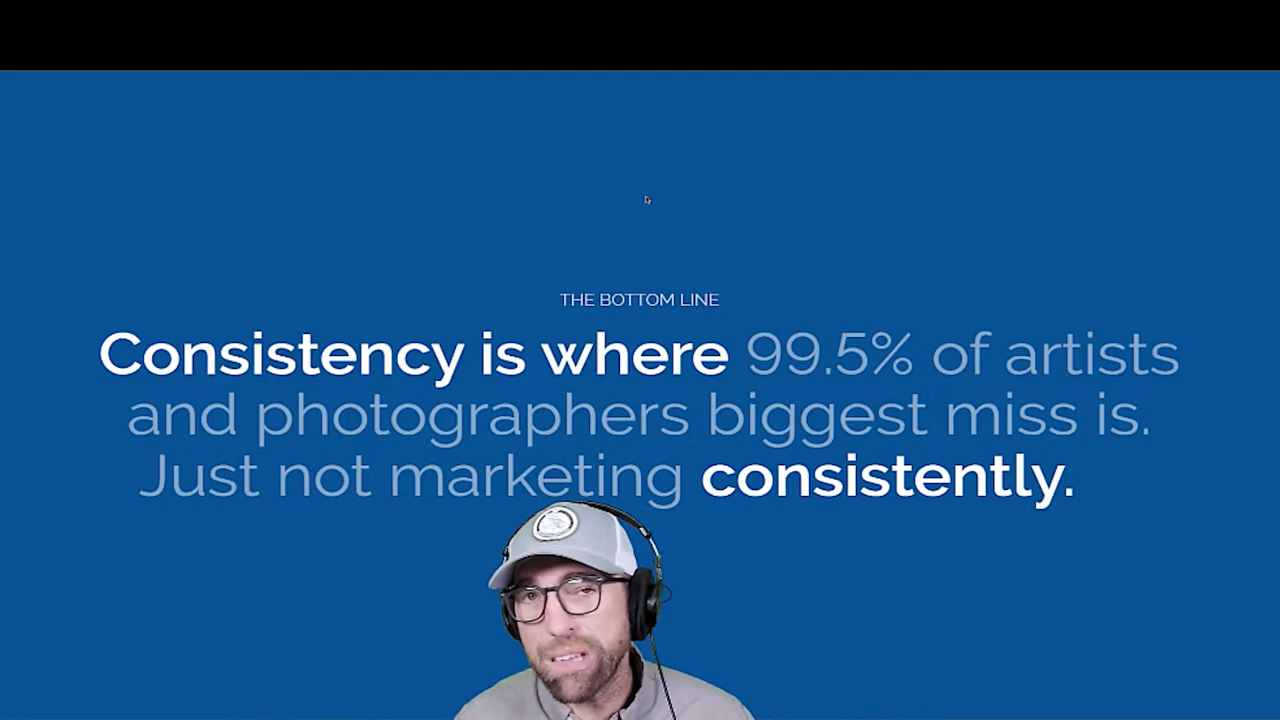 THE BOTTOM LINE
Consistency is where 99.5% of artists
and photographers biggest miss is.
Just not marketing consistently.